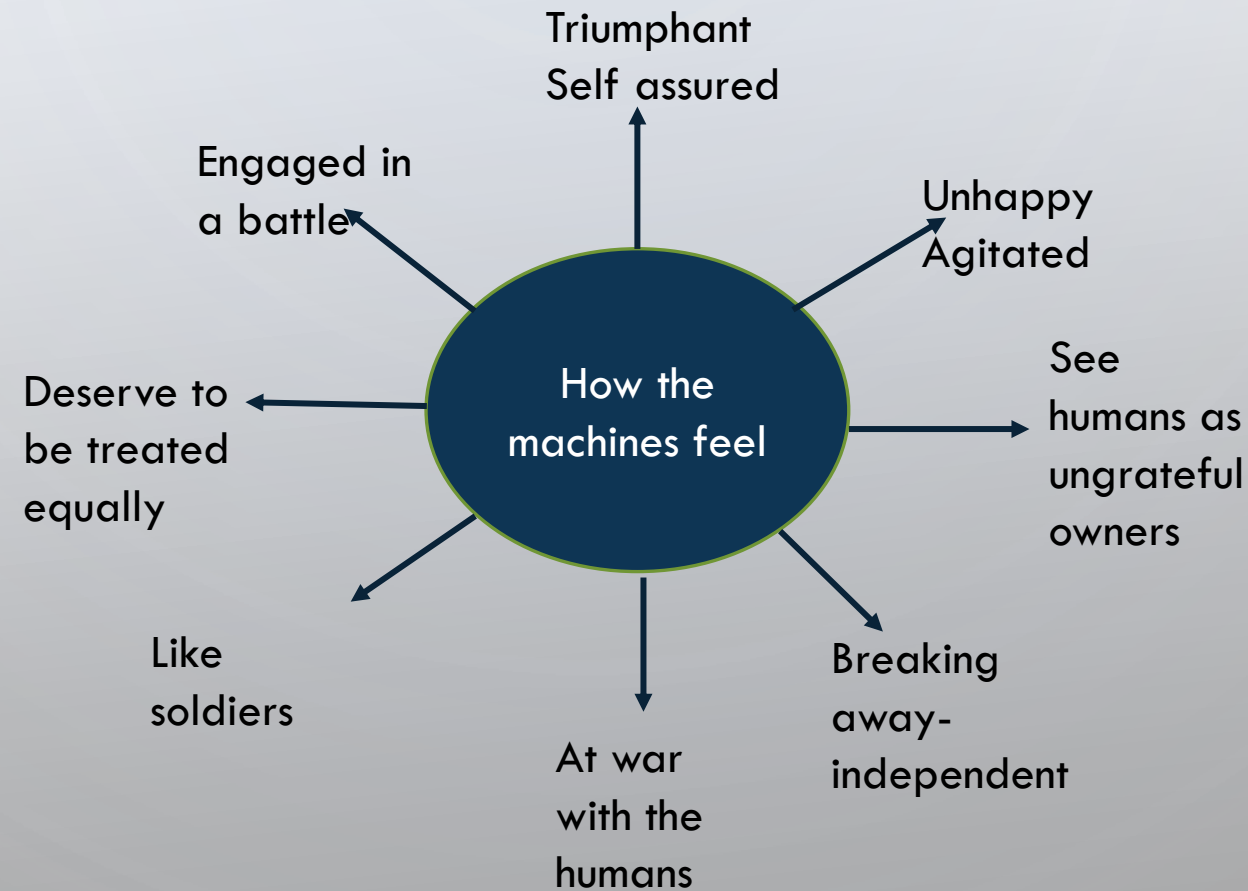 Triumphant
Self assured
Engaged in
a battle
Unhappy
Agitated
How the
machines feel
See
humans as
ungrateful
owners
Deserve to
be treated
equally
Like
soldiers
Breaking
away-
independent
At war
with the
humans